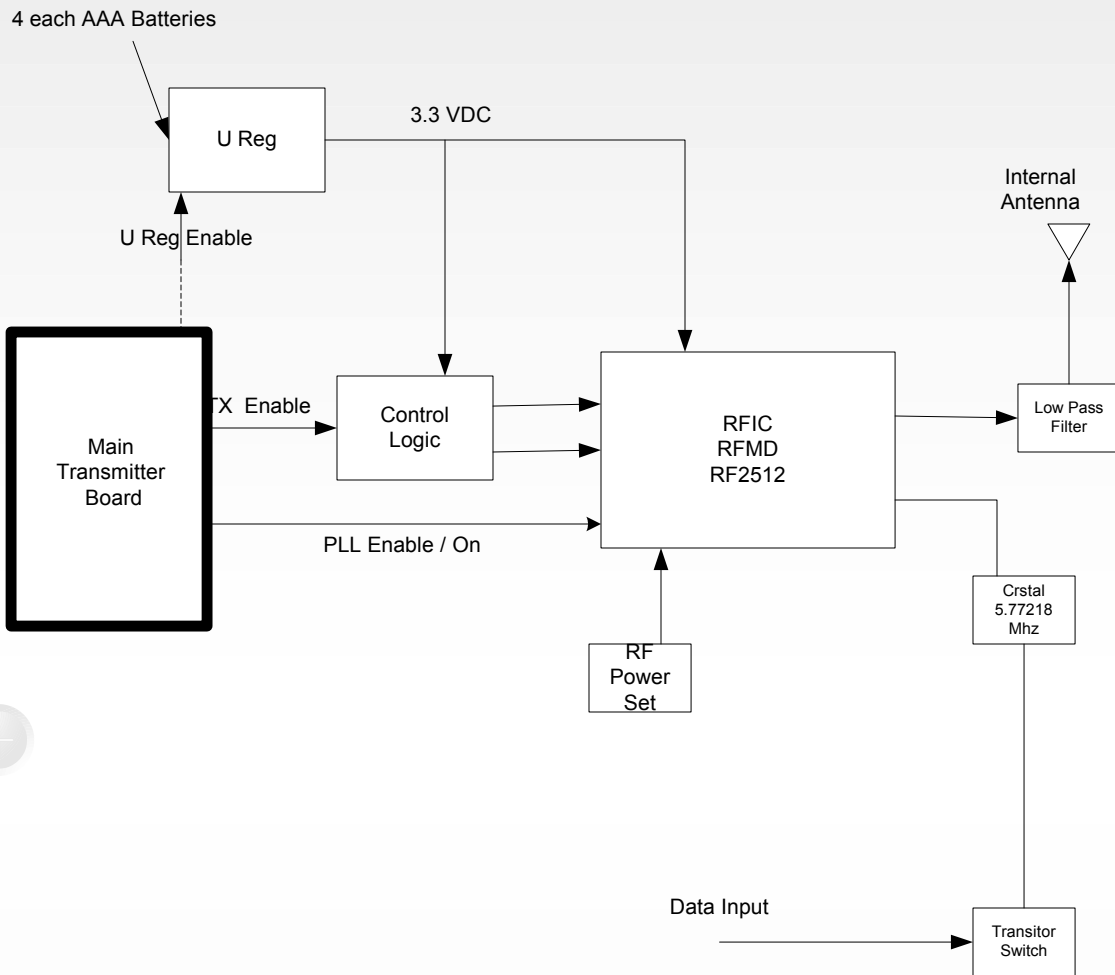 4 each AAA Batteries
U Reg
3.3 VDC
Internal
Antenna
U Reg Enable
TX Enable
Control
Logic
Main
Transmitter
Board
RFIC
RFMD
RF2512
Low Pass
Filter
PLL Enable / On
Crstal
5.77218
Mhz
RF
Power
Set
Data Input
Transitor
Switch